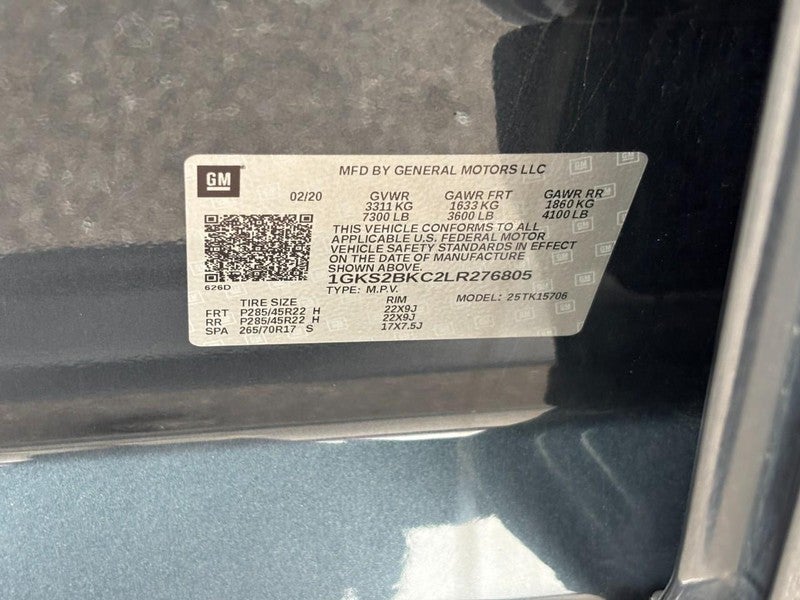 GM
MFD BY GENERAL MOTORS LLC
02/20 GVWR GAWR FRT GAWR RR
3311 KG 1633 KG 1860 KG
7300 LB 3600 LB 4100 LB
THIS VEHICLE CONFORMS TO ALL
APPLICABLE U.S. FEDERAL MOTOR
VEHICLE SAFETY STANDARDS IN EFFECT
ON THE DATE OF MANUFACTURE
SHOWN ABOVE.
1GKS2BKC2LR276805
626D
TYPE: M.P.V. MODEL: 25TK15706
TIRE SIZE RIM
FRT P285/45R22 H 22X9J
RR P285/45R22 H 22X9J
SPA 265/70R17 S 17X7.5J